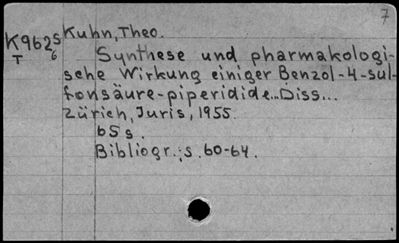 7
K962s Kuhn, Theo.
T 6 Synthese und pharmakologi-
sche Wirkung einiger Benzol-4-sul-
fonsäure-piperidide...Diss...
Zürich, Juris, 1955.
65 s.
Bibliogr.; s. 60-64.